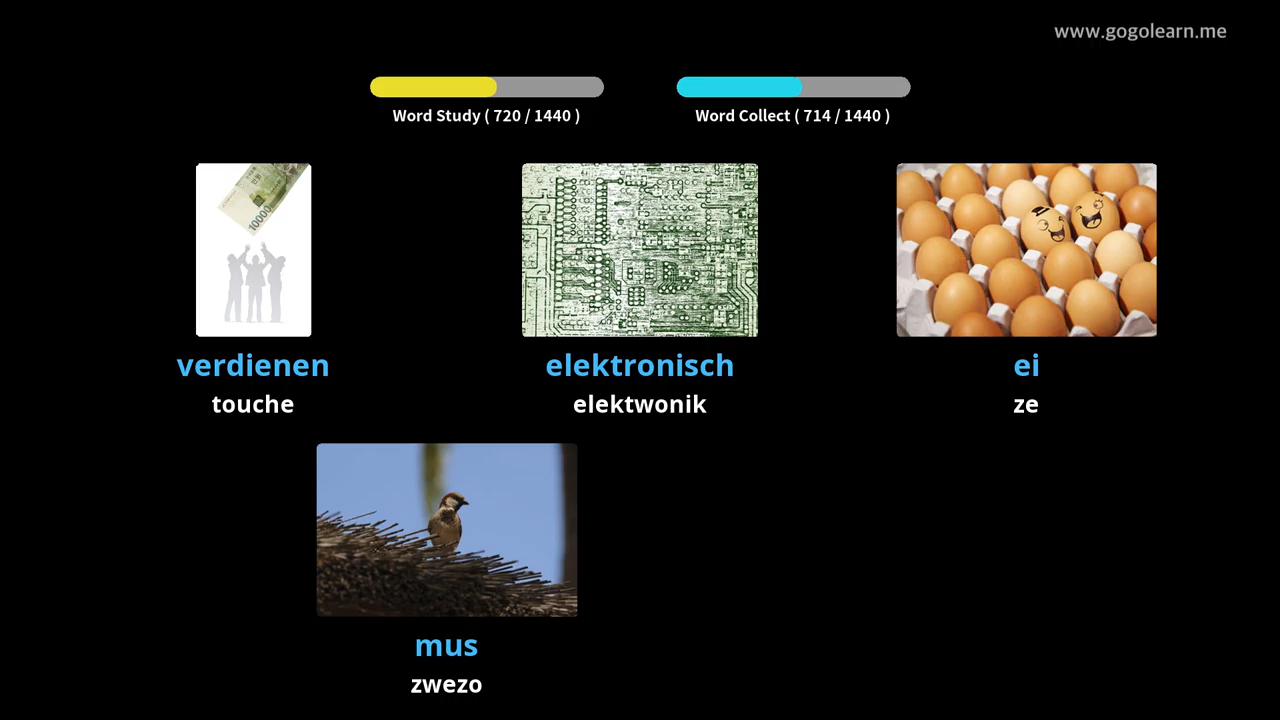 www.gogolearn.me
Word Study ( 720 / 1440 )
Word Collect ( 714 / 1440 )
10000
verdienen
elektronisch
ei
touche
elektwonik
ze
mus
zwezo